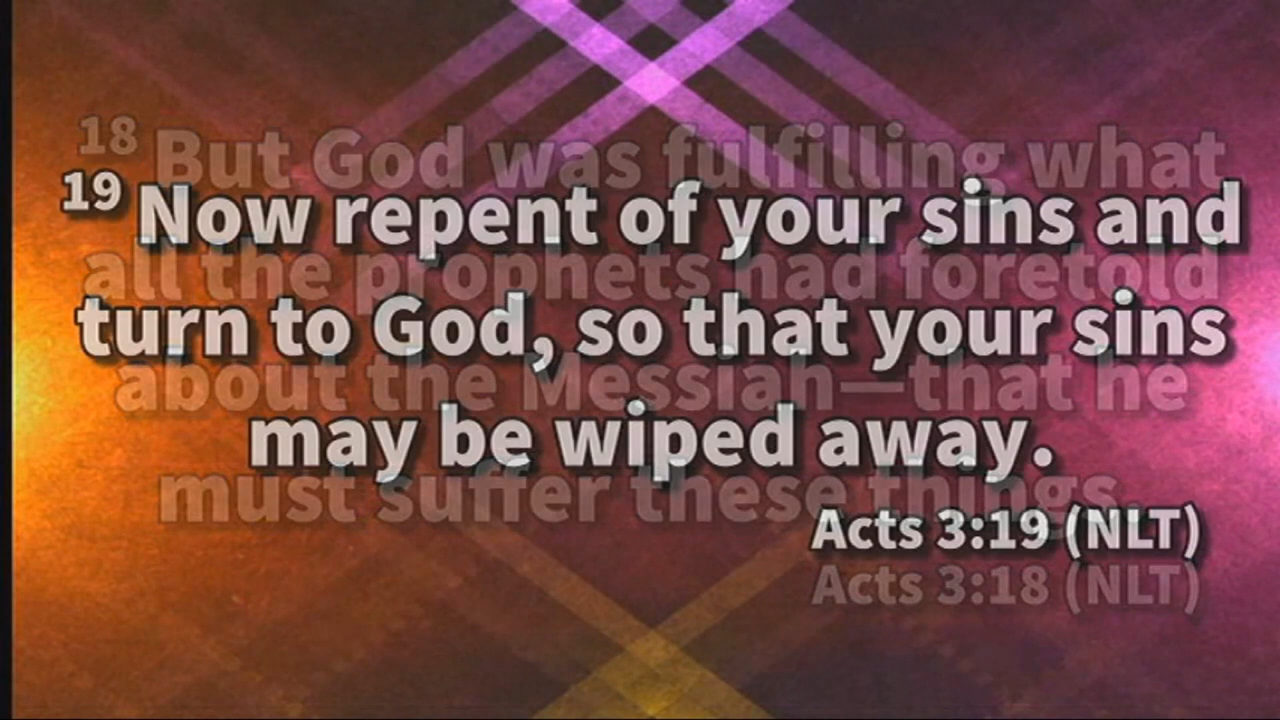 18 But God was fulfilling what
19 Now repent of your sins and
all the prophets had foretold
turn to God, so that your sins
about the Messiah—that he
may be wiped away.
must suffer these things.
Acts 3:19 (NLT)
Acts 3:18 (NLT)